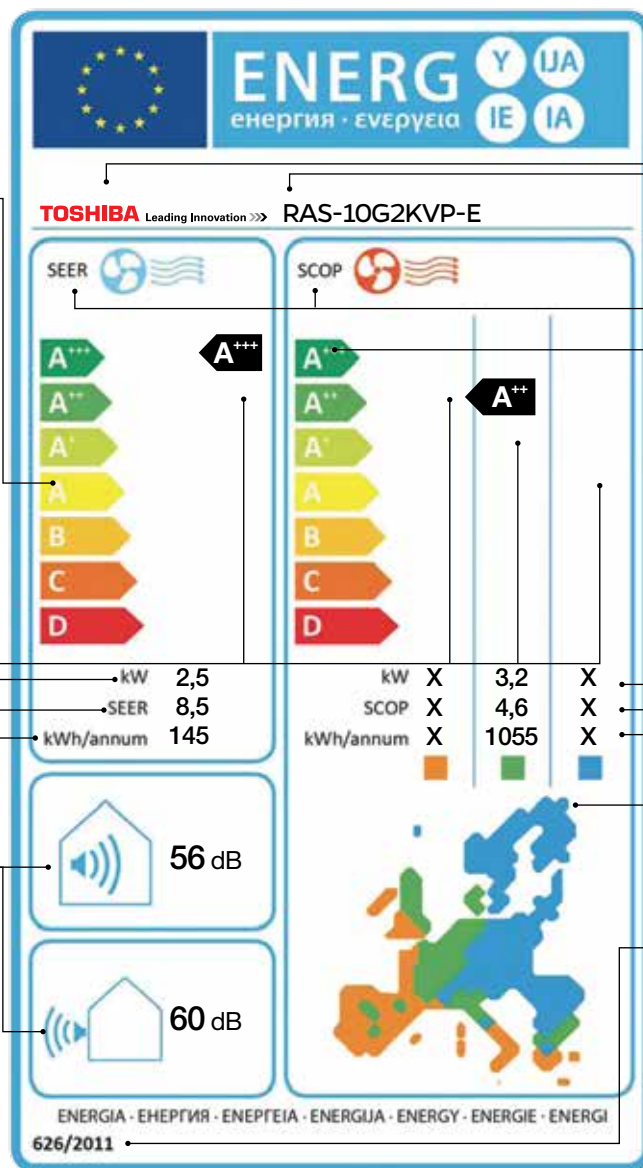 ENERG Y IJA
енергия · ενεργεια IE IA
TOSHIBA Leading Innovation >>> RAS-10G2KVP-E
SEER
A+++ A+++
A++
A+
A
B
C
D
kW 2,5
SEER 8,5
kWh/annum 145
SCOP
A+
A++ A++
A+
A
B
C
D
kW X 3,2 X
SCOP X 4,6 X
kWh/annum X 1055 X
56 dB
60 dB
ENERGIA · ЕНЕРГИЯ · ΕΝΕΡΓΕΙΑ · ENERGIJA · ENERGY · ENERGIE · ENERGI
626/2011